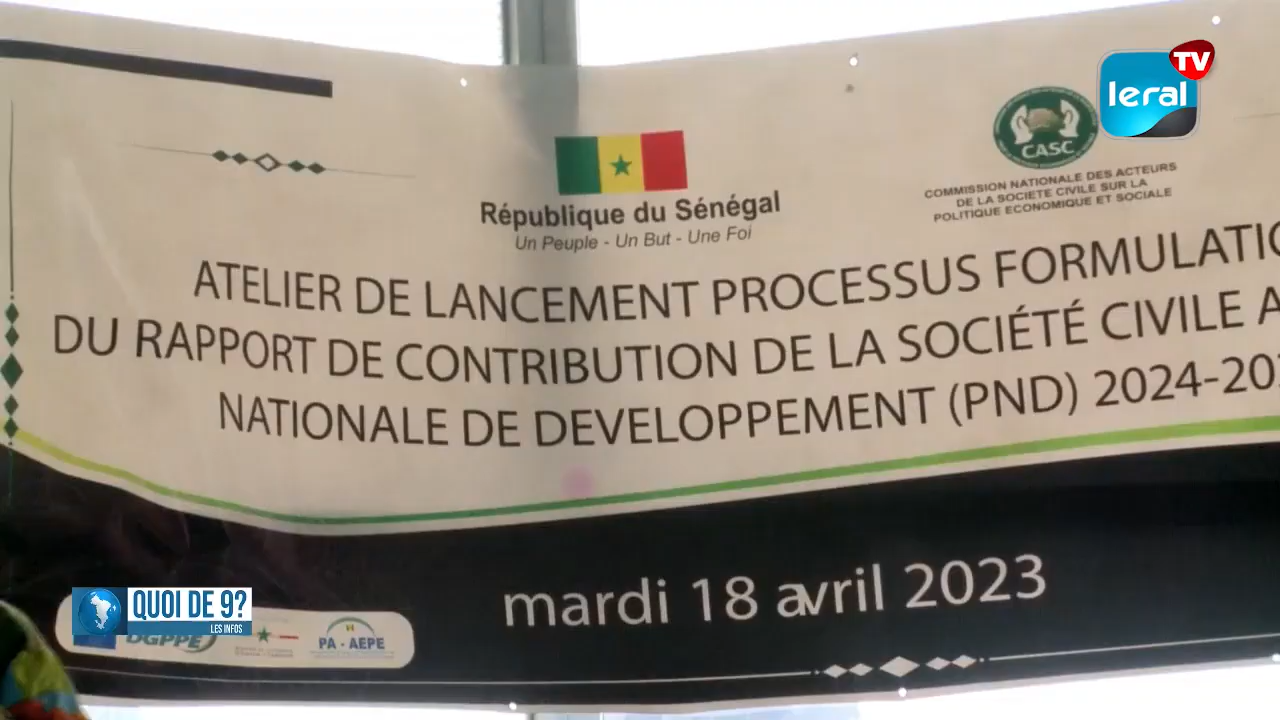 TV
leral
CASC
COMMISSION NATIONALE DES ACTEURS
DE LA SOCIETE CIVILE SUR LA
POLITIQUE ECONOMIQUE ET SOCIALE
République du Sénégal
Un Peuple - Un But - Une Foi
ATELIER DE LANCEMENT PROCESSUS FORMULATIO
DU RAPPORT DE CONTRIBUTION DE LA SOCIÉTÉ CIVILE A
NATIONALE DE DEVELOPPEMENT (PND) 2024-202
mardi 18 avril 2023
QUOI DE 9?
LES INFOS
DGPPE
PA - AEPE